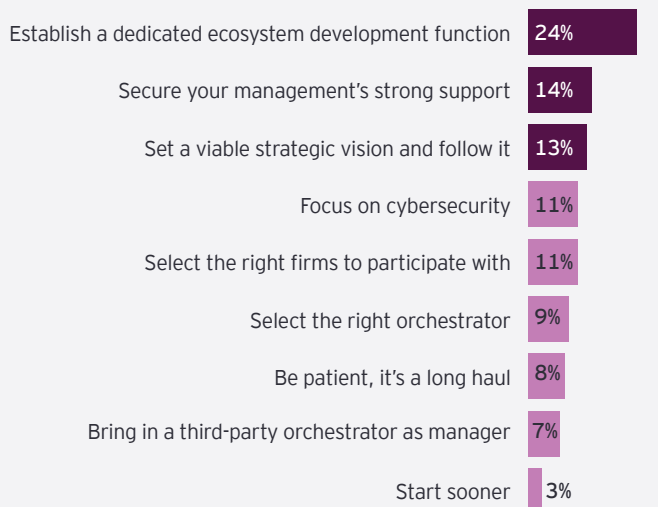 Establish a dedicated ecosystem development function 24%
Secure your management's strong support 14%
Set a viable strategic vision and follow it 13%
Focus on cybersecurity 11%
Select the right firms to participate with 11%
Select the right orchestrator 9%
Be patient, it's a long haul 8%
Bring in a third-party orchestrator as manager 7%
Start sooner 3%